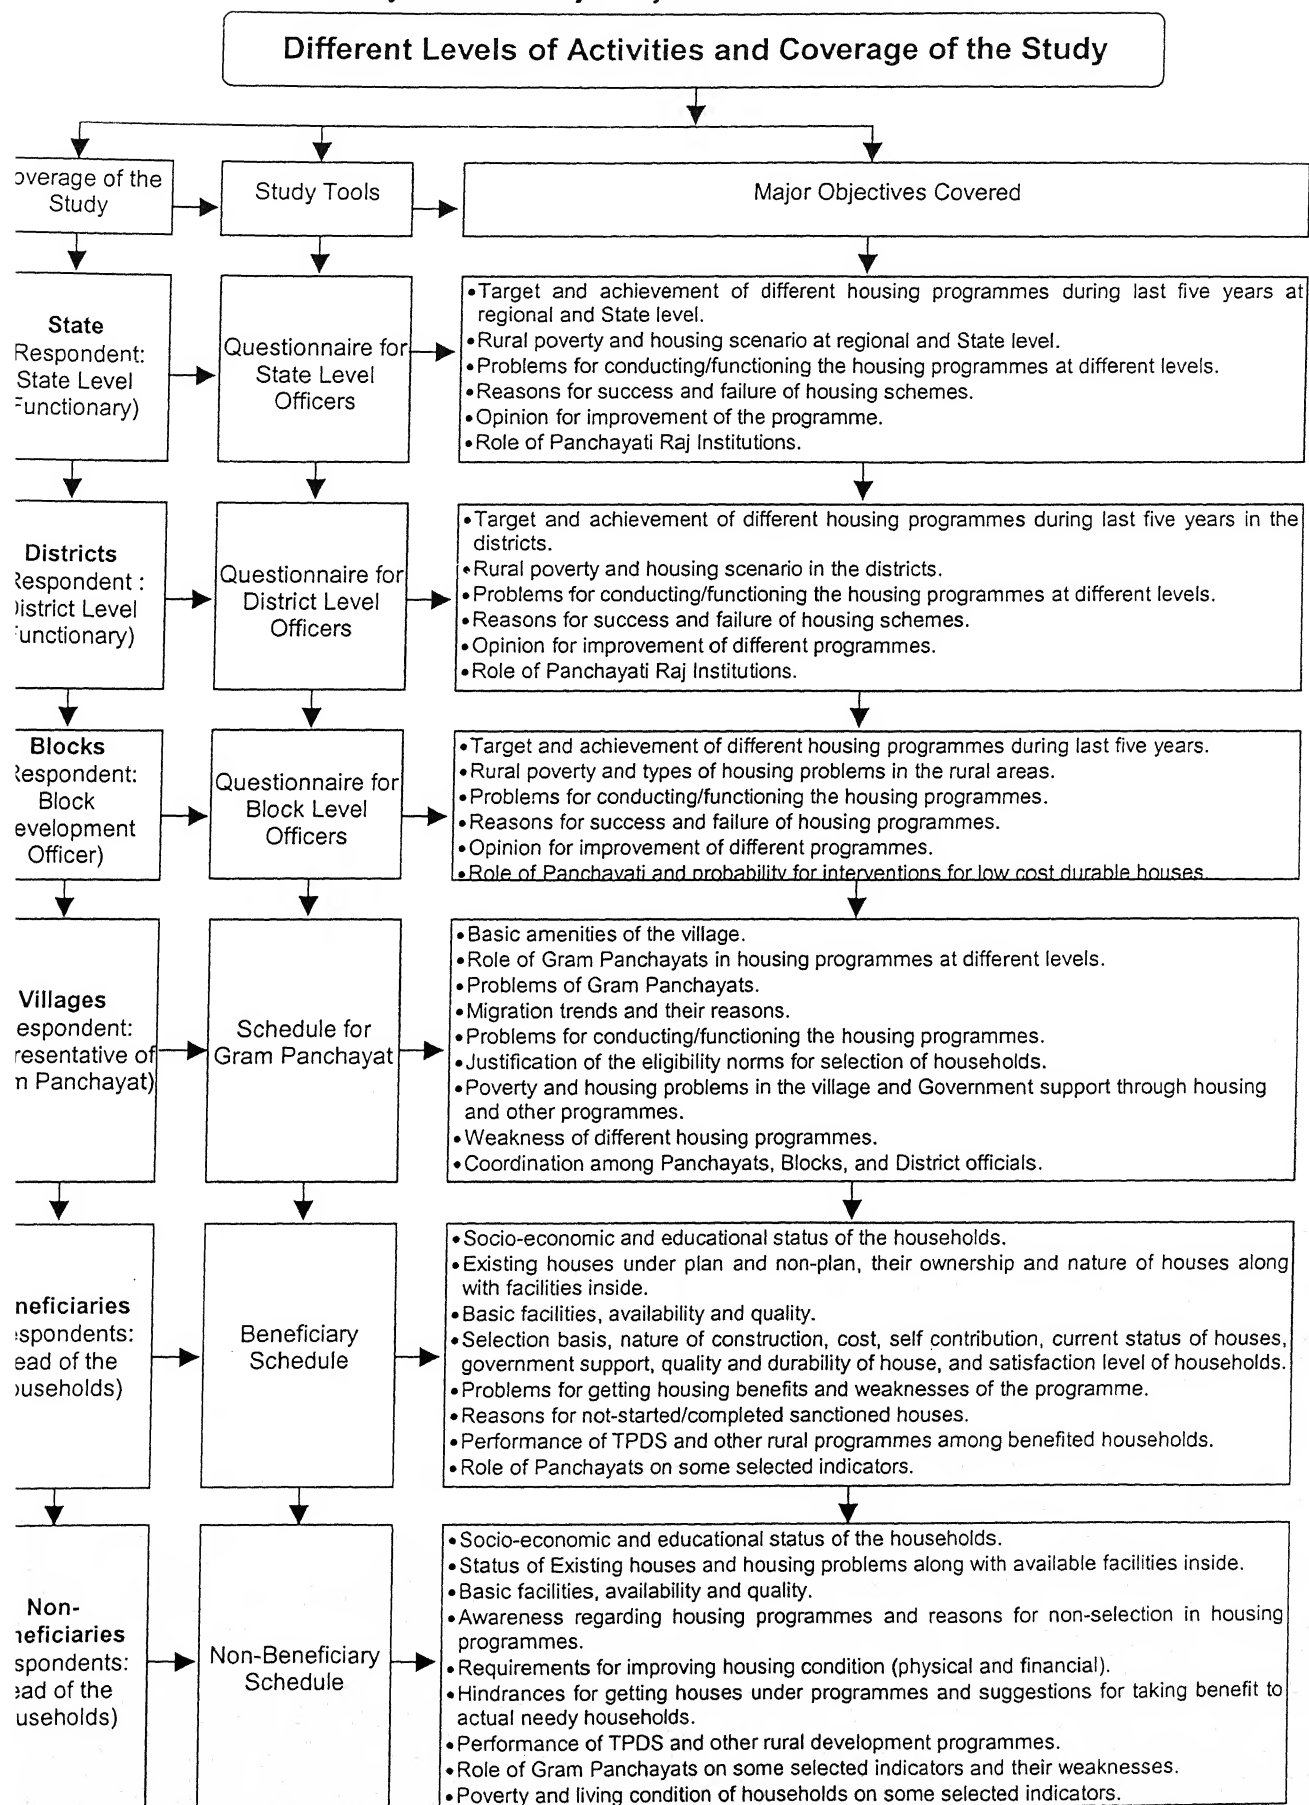 Different Levels of Activities and Coverage of the Study
overage of the
Study
Study Tools
Major Objectives Covered
State
Respondent:
State Level
Functionary)
Questionnaire for
State Level
Officers
•Target and achievement of different housing programmes during last five years at
regional and State level.
•Rural poverty and housing scenario at regional and State level.
•Problems for conducting/functioning the housing programmes at different levels.
•Reasons for success and failure of housing schemes.
•Opinion for improvement of the programme.
•Role of Panchayati Raj Institutions.
Districts
Respondent :
District Level
Functionary)
Questionnaire for
District Level
Officers
•Target and achievement of different housing programmes during last five years in the
districts.
•Rural poverty and housing scenario in the districts.
•Problems for conducting/functioning the housing programmes at different levels.
•Reasons for success and failure of housing schemes.
•Opinion for improvement of different programmes.
•Role of Panchayati Raj Institutions.
Blocks
Respondent:
Block
evelopment
Officer)
Questionnaire for
Block Level
Officers
•Target and achievement of different housing programmes during last five years.
•Rural poverty and types of housing problems in the rural areas.
•Problems for conducting/functioning the housing programmes.
•Reasons for success and failure of housing programmes.
•Opinion for improvement of different programmes.
•Role of Panchayati and probability for interventions for low cost durable houses
Villages
espondent:
resentative of
m Panchayat)
Schedule for
Gram Panchayat
•Basic amenities of the village.
•Role of Gram Panchayats in housing programmes at different levels.
•Problems of Gram Panchayats.
•Migration trends and their reasons.
•Problems for conducting/functioning the housing programmes.
•Justification of the eligibility norms for selection of households.
•Poverty and housing problems in the village and Government support through housing
and other programmes.
•Weakness of different housing programmes.
•Coordination among Panchayats, Blocks, and District officials.
neficiaries
spondents:
ead of the
ouseholds)
Beneficiary
Schedule
•Socio-economic and educational status of the households.
•Existing houses under plan and non-plan, their ownership and nature of houses along
with facilities inside.
•Basic facilities, availability and quality.
•Selection basis, nature of construction, cost, self contribution, current status of houses,
government support, quality and durability of house, and satisfaction level of households.
•Problems for getting housing benefits and weaknesses of the programme.
•Reasons for not-started/completed sanctioned houses.
•Performance of TPDS and other rural programmes among benefited households.
•Role of Panchayats on some selected indicators.
Non-
neficiaries
spondents:
ead of the
useholds)
Non-Beneficiary
Schedule
•Socio-economic and educational status of the households.
•Status of Existing houses and housing problems along with available facilities inside.
•Basic facilities, availability and quality.
•Awareness regarding housing programmes and reasons for non-selection in housing
programmes.
•Requirements for improving housing condition (physical and financial).
•Hindrances for getting houses under programmes and suggestions for taking benefit to
actual needy households.
•Performance of TPDS and other rural development programmes.
•Role of Gram Panchayats on some selected indicators and their weaknesses.
•Poverty and living condition of households on some selected indicators.